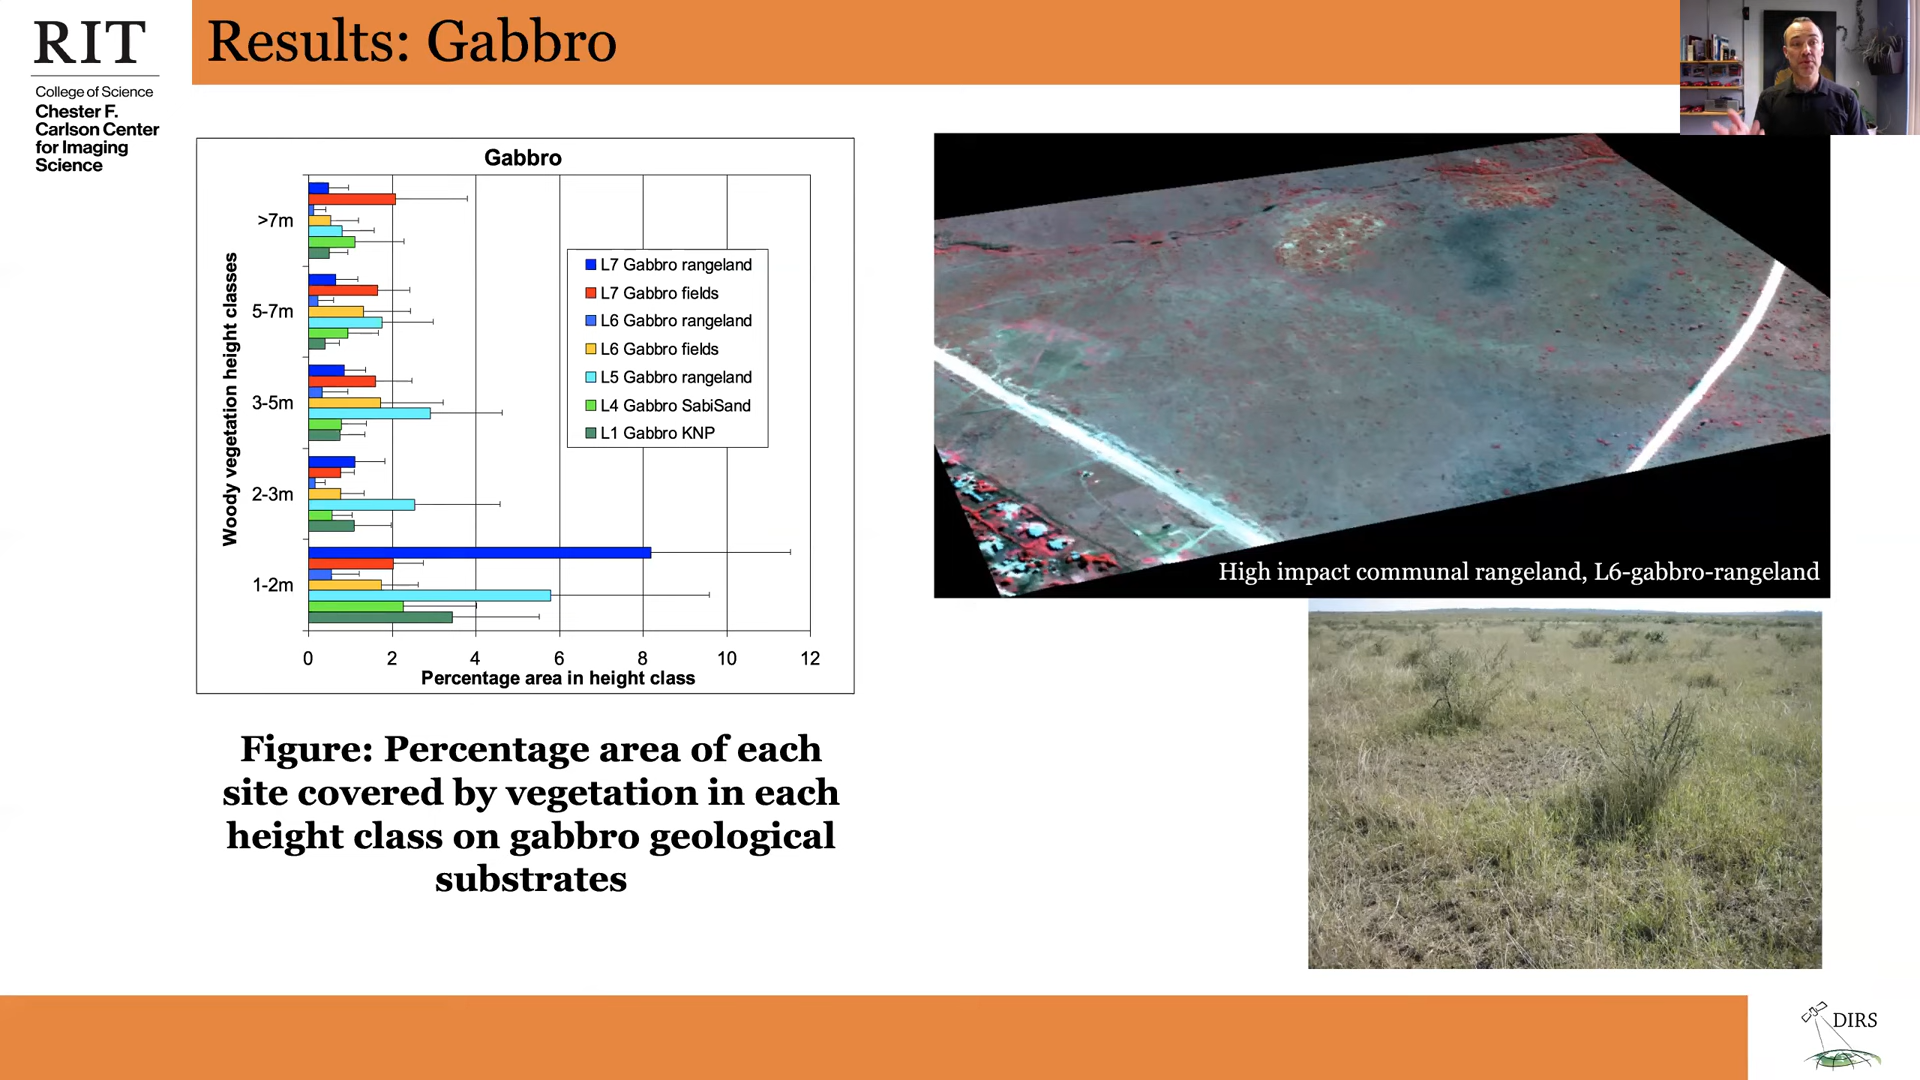 RIT
College of Science
Chester F.
Carlson Center
for Imaging
Science
Results: Gabbro
Gabbro
Woody vegetation height classes
>7m
5-7m
3-5m
2-3m
1-2m
L7 Gabbro rangeland
L7 Gabbro fields
L6 Gabbro rangeland
L6 Gabbro fields
L5 Gabbro rangeland
L4 Gabbro SabiSand
L1 Gabbro KNP
0 2 4 6 8 10 12
Percentage area in height class
Figure: Percentage area of each
site covered by vegetation in each
height class on gabbro geological
substrates
High impact communal rangeland, L6-gabbro-rangeland
DIRS